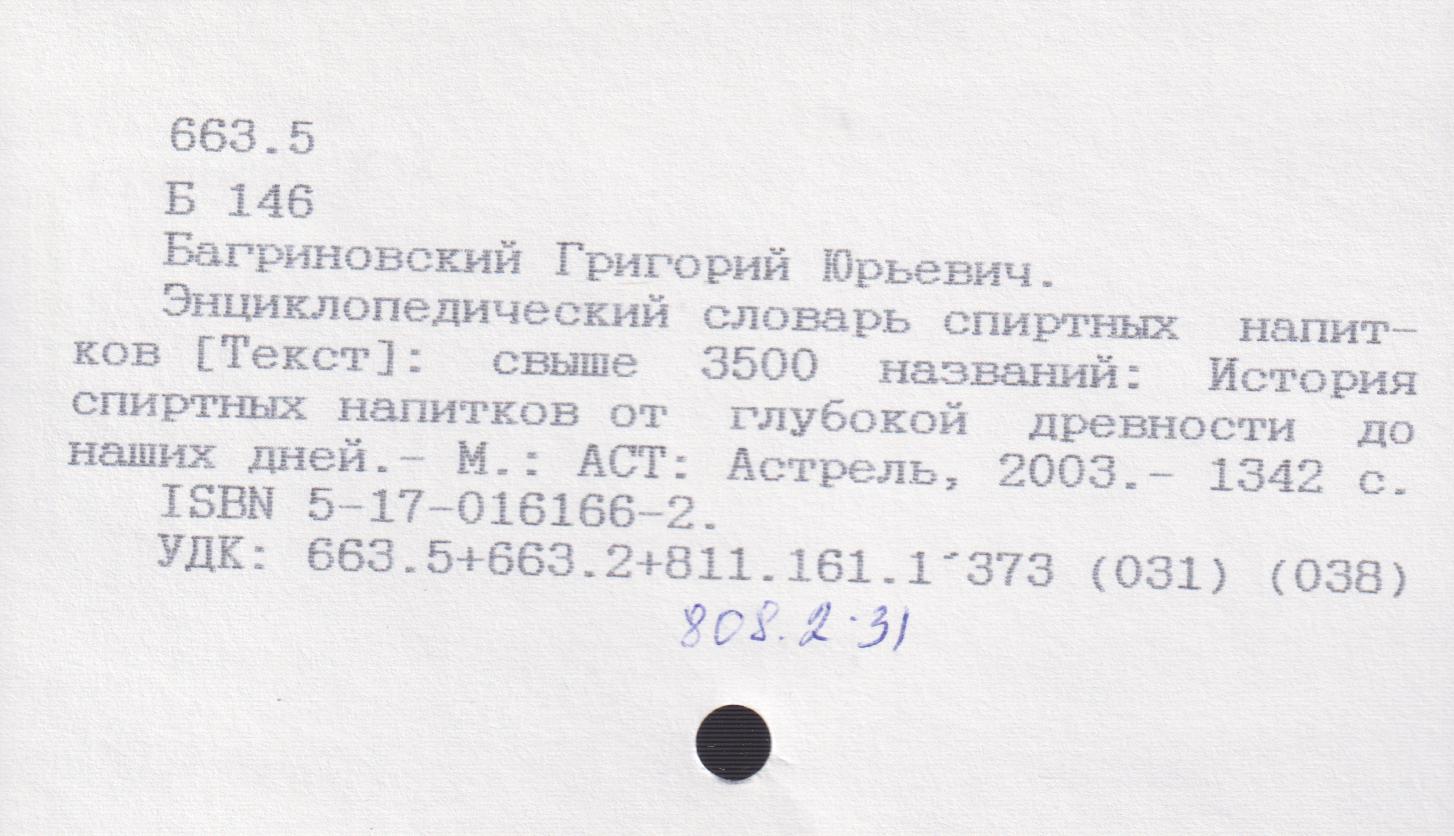 663.5
Б 146
Багриновский Григорий Юрьевич.
Энциклопедический словарь спиртных напит-
ков [Текст]: свыше 3500 названий: История
спиртных напитков от глубокой древности до
наших дней.- М.: АСТ: Астрель, 2003.- 1342 с.
ISBN 5-17-016166-2.
УДК: 663.5+663.2+811.161.1´373 (031) (038)
808.2-31